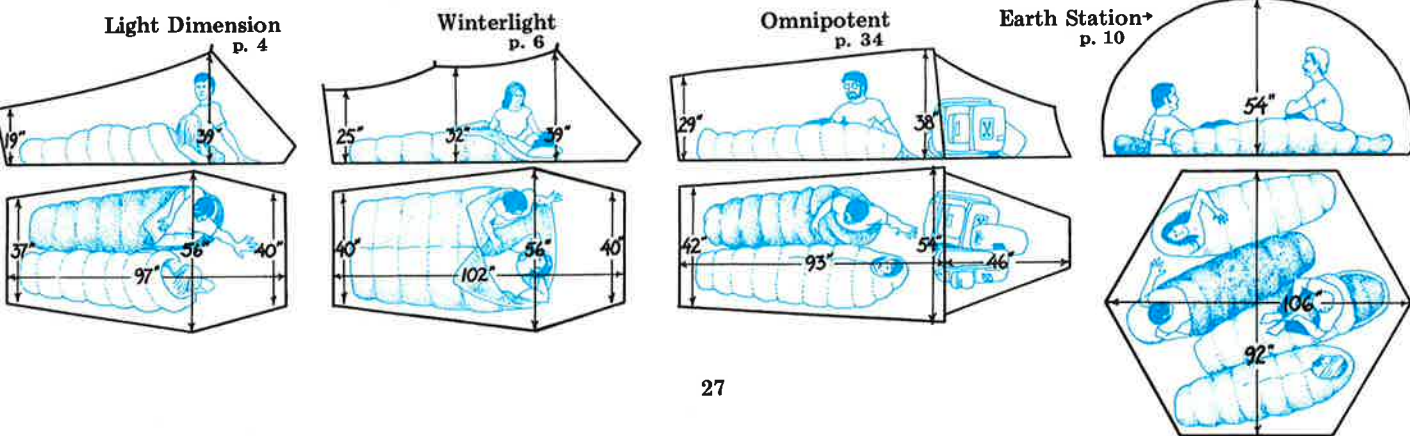 Light Dimension
p. 4
19"
39"
37"
56"
40"
97"
Winterlight
p. 6
25"
32"
39"
40"
56"
40"
102"
Omnipotent
p. 34
29"
38"
42"
54"
93"
46"
Earth Station→
p. 10
54"
106"
92"
27